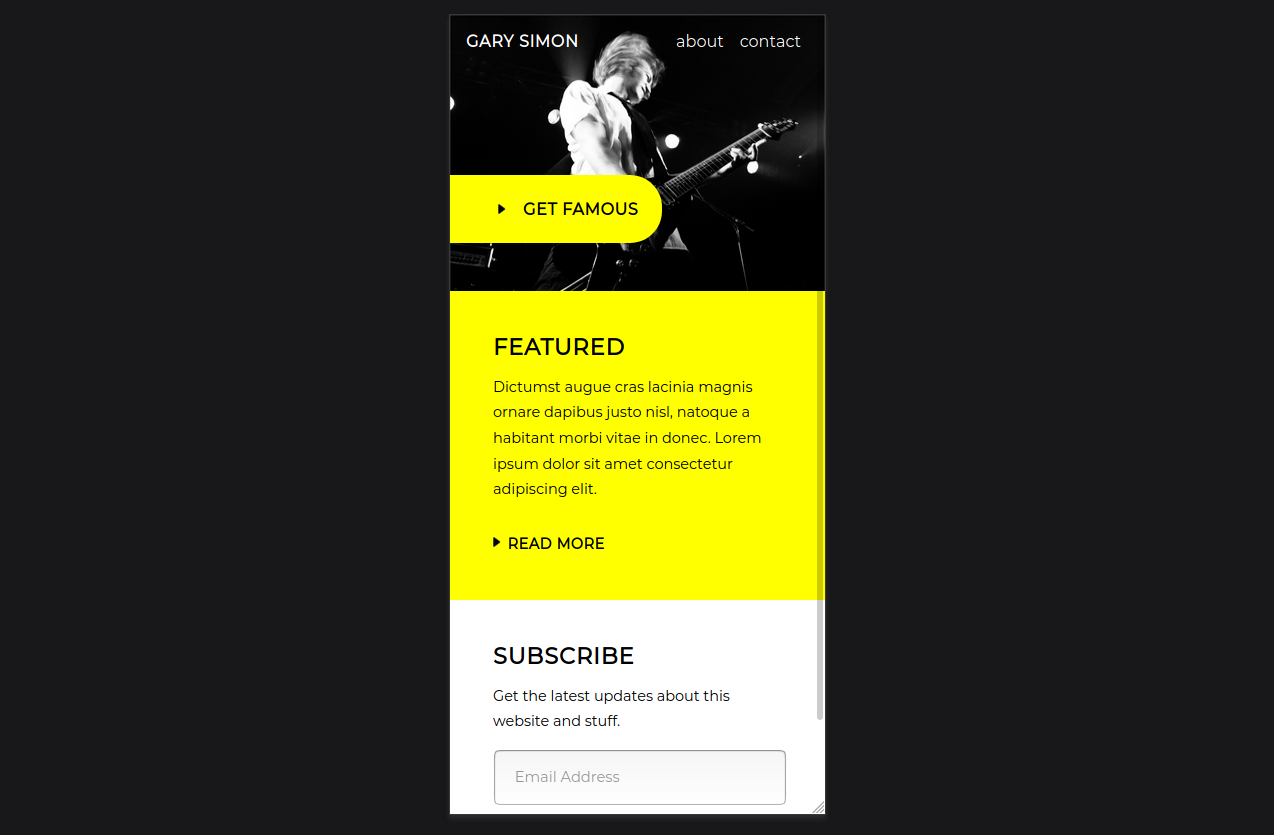 GARY SIMON about contact
GET FAMOUS
FEATURED
Dictumst augue cras lacinia magnis
ornare dapibus justo nisl, natoque a
habitant morbi vitae in donec. Lorem
ipsum dolor sit amet consectetur
adipiscing elit.
READ MORE
SUBSCRIBE
Get the latest updates about this
website and stuff.
Email Address